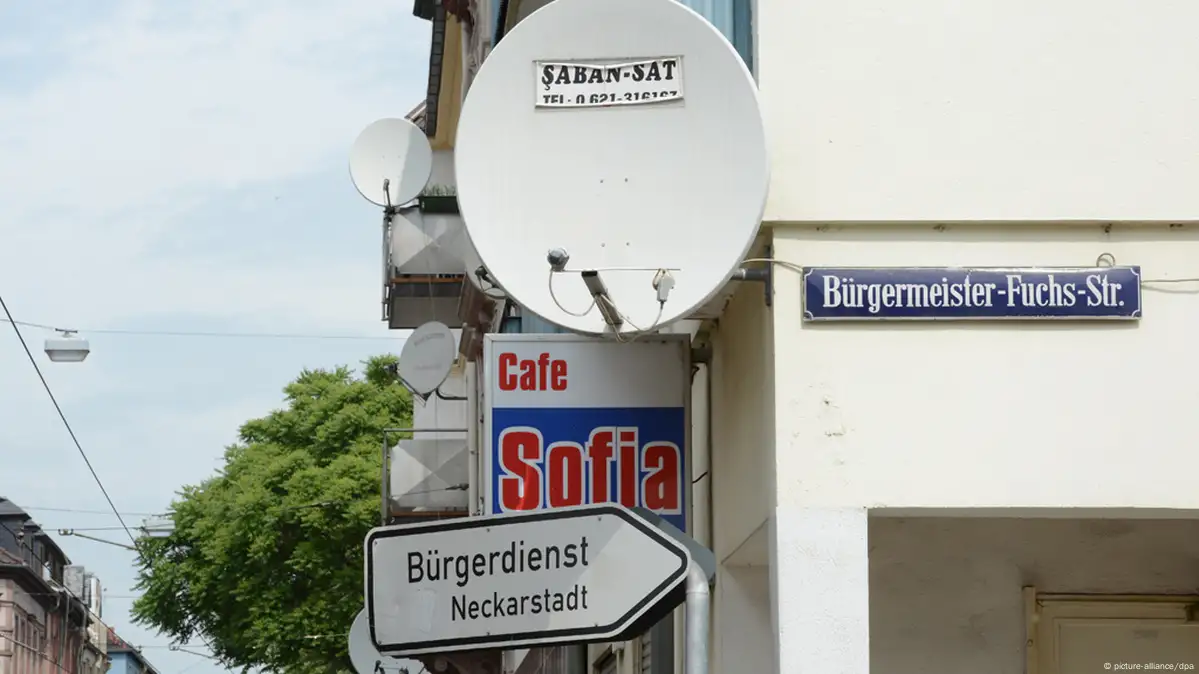 ŞABAN-SAT
TEL: 0 621-316167
Bürgermeister-Fuchs-Str.
Cafe
Sofia
Bürgerdienst
Neckarstadt
© picture-alliance/dpa